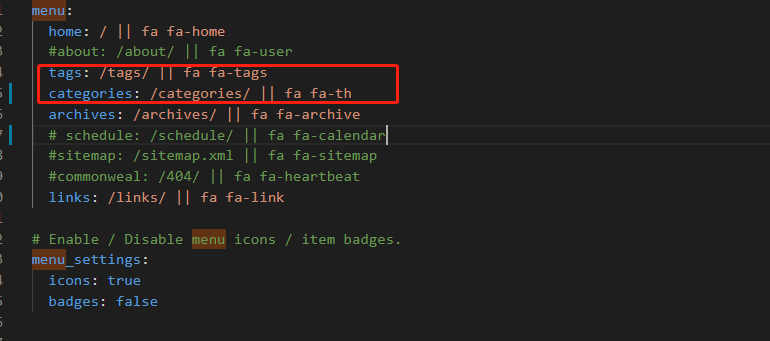 menu:
home: / || fa fa-home
#about: /about/ || fa fa-user
tags: /tags/ || fa fa-tags
categories: /categories/ || fa fa-th
archives: /archives/ || fa fa-archive
# schedule: /schedule/ || fa fa-calendar
#sitemap: /sitemap.xml || fa fa-sitemap
#commonweal: /404/ || fa fa-heartbeat
links: /links/ || fa fa-link
# Enable / Disable menu icons / item badges.
menu_settings:
icons: true
badges: false